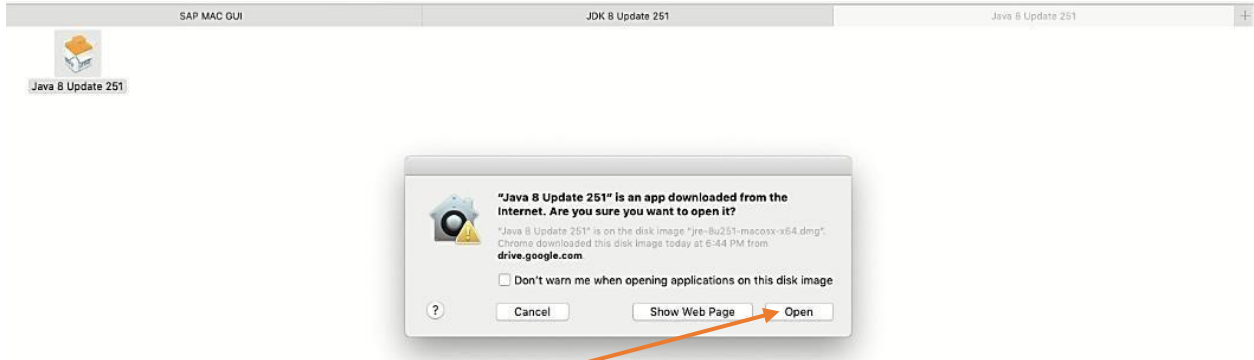 SAP MAC GUI
JDK 8 Update 251
Java 8 Update 251
+
Java 8 Update 251
"Java 8 Update 251" is an app downloaded from the
Internet. Are you sure you want to open it?
"Java 8 Update 251" is on the disk image "jre-8u251-macosx-x64.dmg".
Chrome downloaded this disk image today at 6:44 PM from
drive.google.com.
Don't warn me when opening applications on this disk image
?
Cancel
Show Web Page
Open